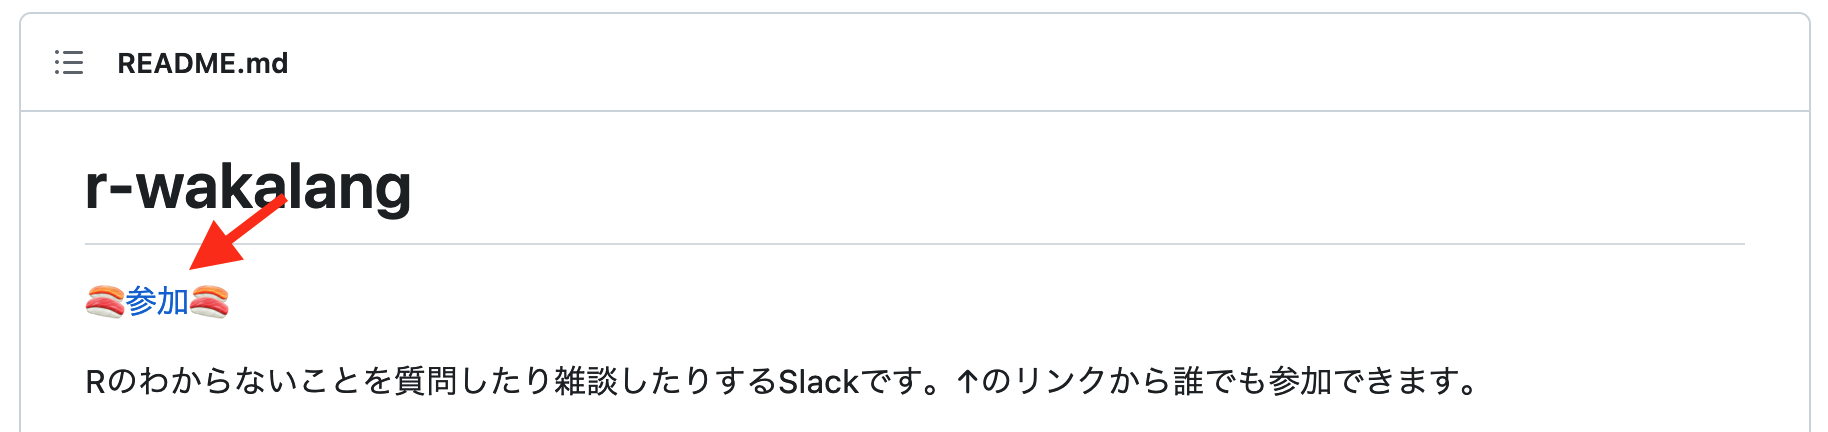 README.md
r-wakalang
🍣参加🍣
Rのわからないことを質問したり雑談したりするSlackです。↑のリンクから誰でも参加できます。